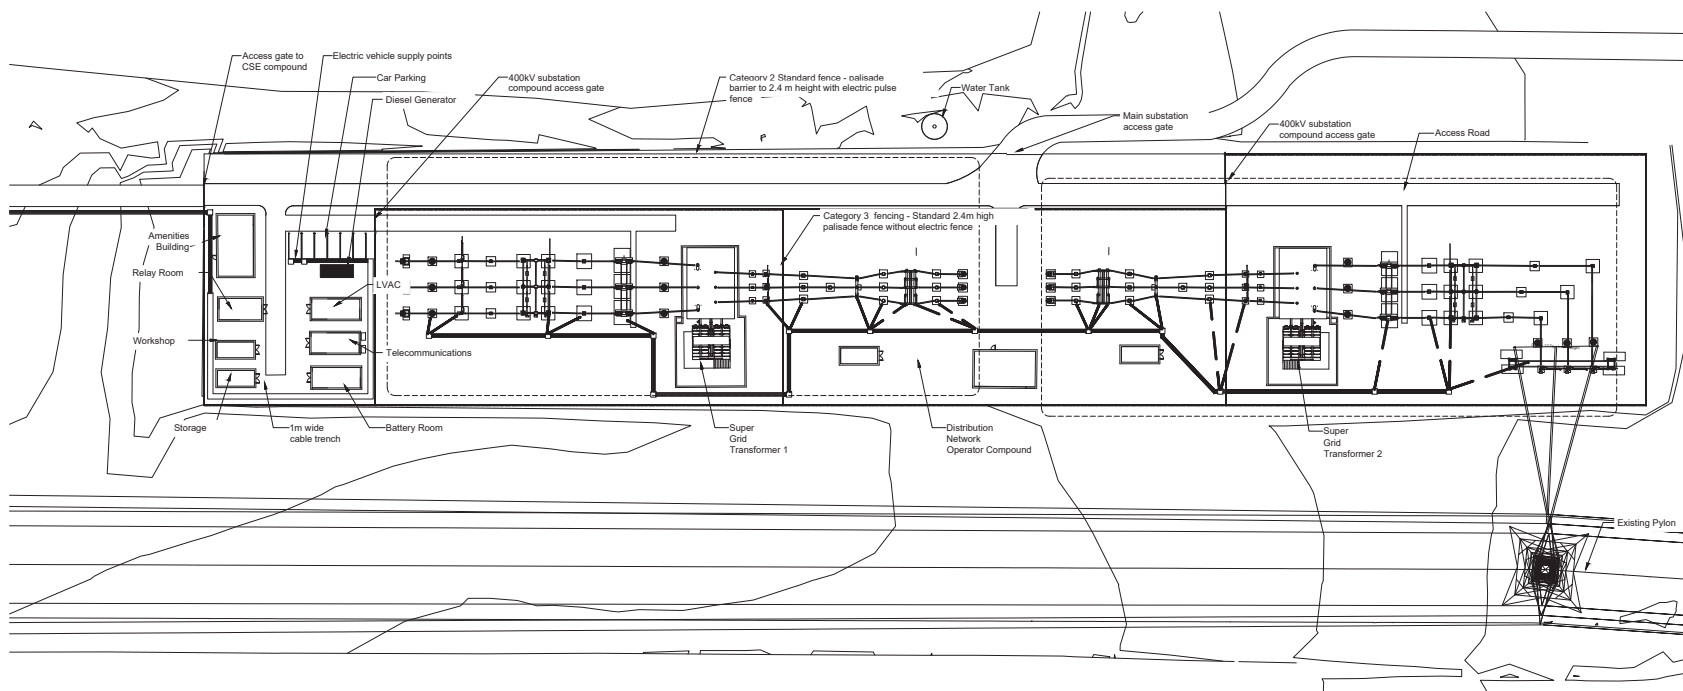 Access gate to
CSE compound
Electric vehicle supply points
Car Parking
Diesel Generator
400kV substation
compound access gate
Category 2 Standard fence - palisade
barrier to 2.4 m height with electric pulse
fence
Water Tank
Main substation
access gate
400kV substation
compound access gate
Access Road
Amenities
Building
Relay Room
LVAC
Category 3 fencing - Standard 2.4m high
palisade fence without electric fence
Workshop
Telecommunications
Storage
1m wide
cable trench
Battery Room
Super
Grid
Transformer 1
Distribution
Network
Operator Compound
Super
Grid
Transformer 2
Existing Pylon